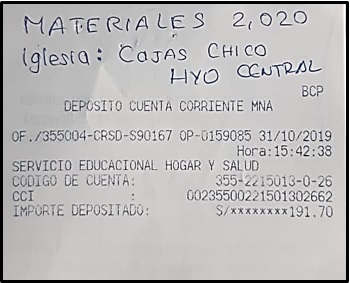 MATERIALES 2,020
Iglesia: CAJAS CHICO
HYO CENTRAL
BCP
DEPOSITO CUENTA CORRIENTE MNA
OF./355004-CRSD-S90167 OP-0159085 31/10/2019
Hora:15:42:38
SERVICIO EDUCACIONAL HOGAR Y SALUD
CODIGO DE CUENTA: 355-2215013-0-26
CCI : 00235500221501302662
IMPORTE DEPOSITADO: S/********191.70